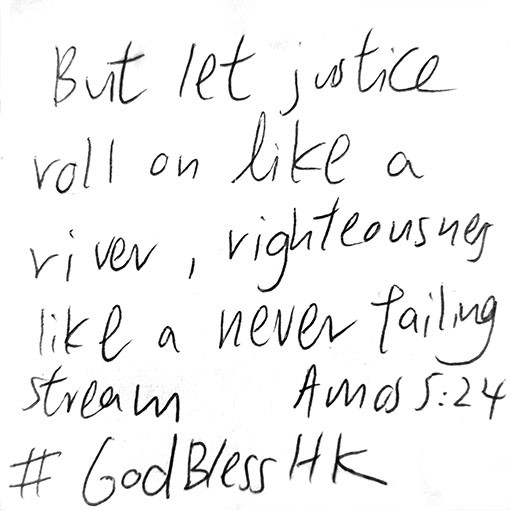 But let justice
roll on like a
river, righteousness
like a never failing
stream Amos 5:24
# GodBlessHK